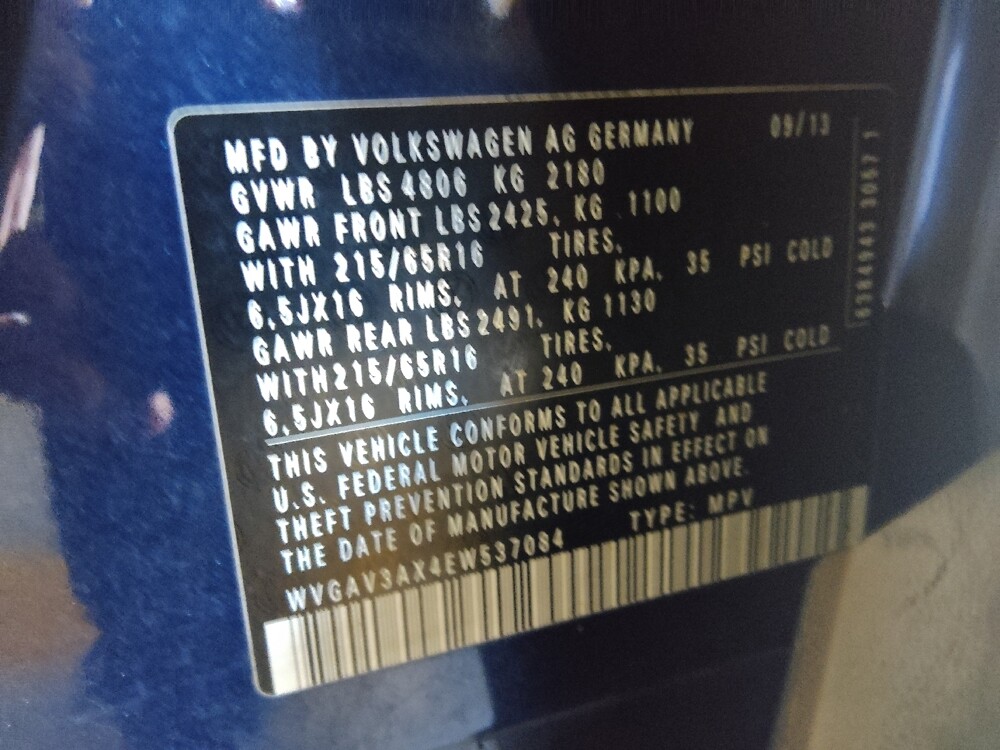 MFD BY VOLKSWAGEN AG GERMANY 09/13
GVWR LBS 4806 KG 2180
GAWR FRONT LBS 2425, KG 1100
WITH 215/65R16 TIRES,
6,5JX16 RIMS, AT 240 KPA, 35 PSI COLD
GAWR REAR LBS 2491, KG 1130
WITH 215/65R16 TIRES,
6,5JX16 RIMS, AT 240 KPA, 35 PSI COLD
THIS VEHICLE CONFORMS TO ALL APPLICABLE
U.S. FEDERAL MOTOR VEHICLE SAFETY AND
THEFT PREVENTION STANDARDS IN EFFECT ON
THE DATE OF MANUFACTURE SHOWN ABOVE.
WVGAV3AX4EW537084 TYPE: MPV